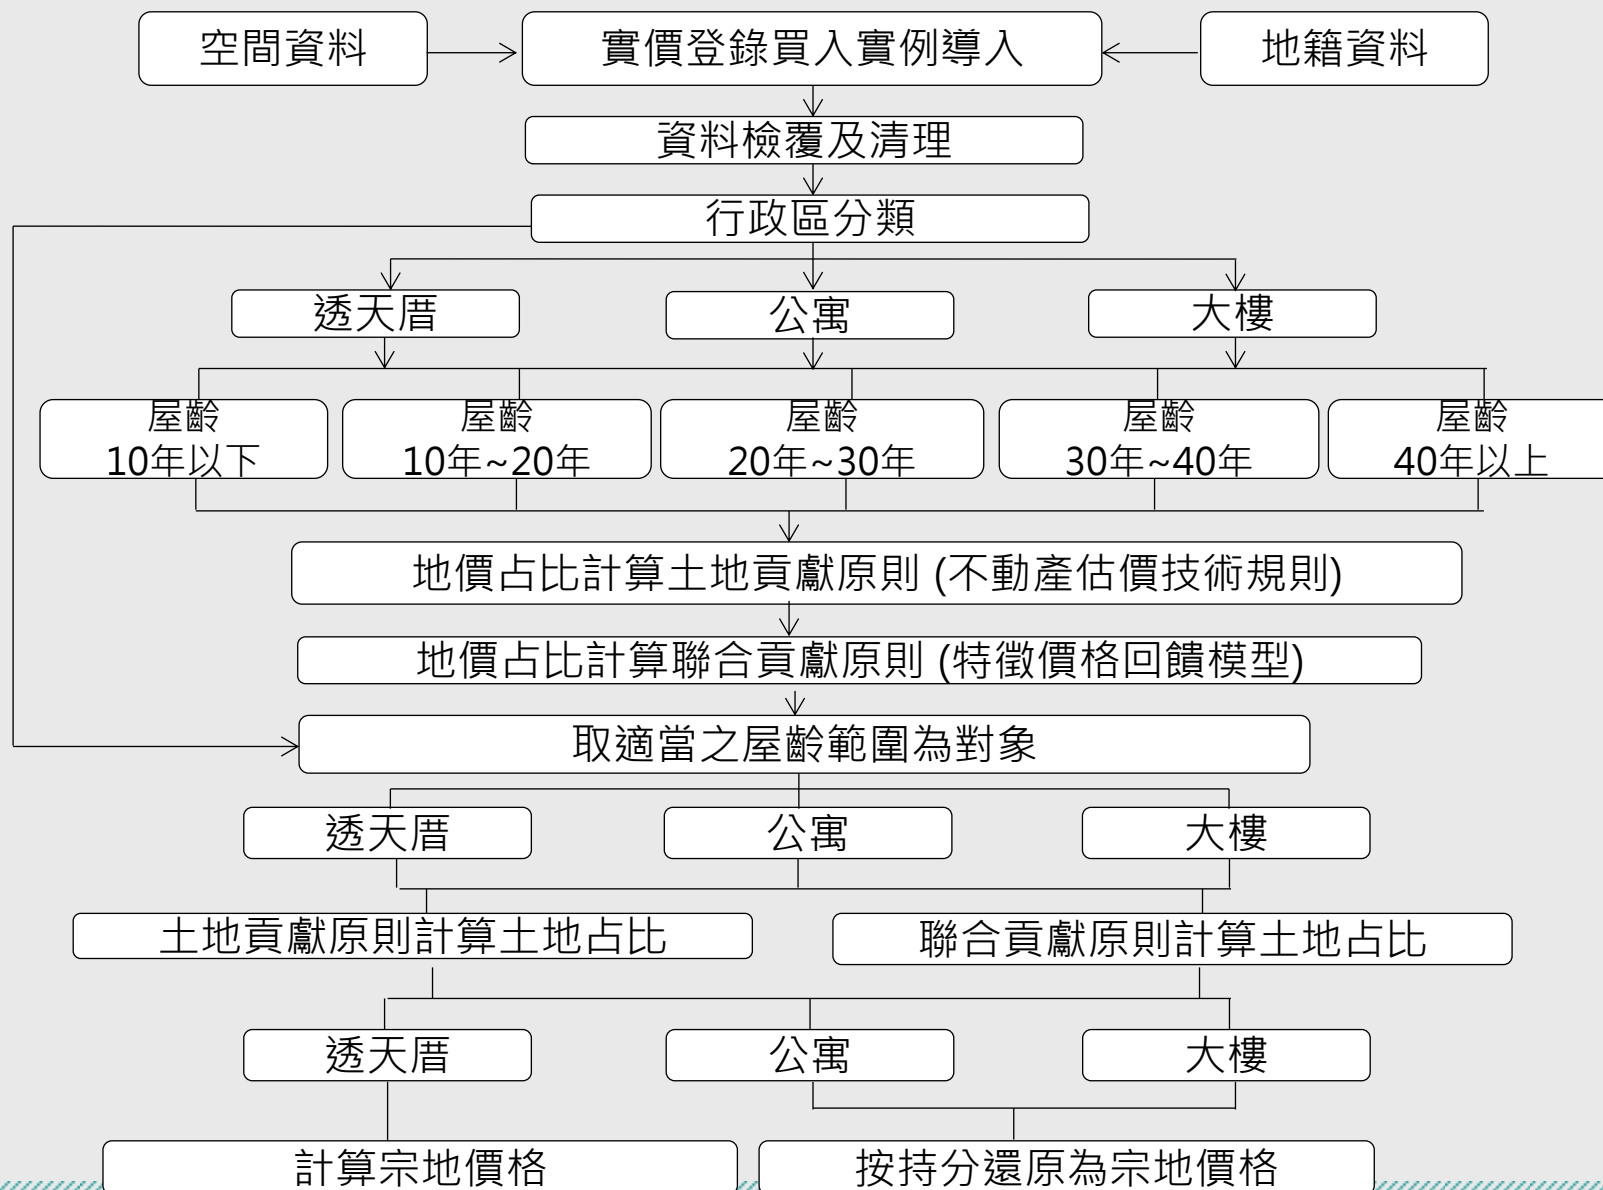 空間資料
實價登錄買入實例導入
地籍資料
資料檢覆及清理
行政區分類
透天厝
公寓
大樓
屋齡
10年以下
屋齡
10年~20年
屋齡
20年~30年
屋齡
30年~40年
屋齡
40年以上
地價占比計算土地貢獻原則 (不動產估價技術規則)
地價占比計算聯合貢獻原則 (特徵價格回饋模型)
取適當之屋齡範圍為對象
透天厝
公寓
大樓
土地貢獻原則計算土地占比
聯合貢獻原則計算土地占比
透天厝
公寓
大樓
計算宗地價格
按持分還原為宗地價格